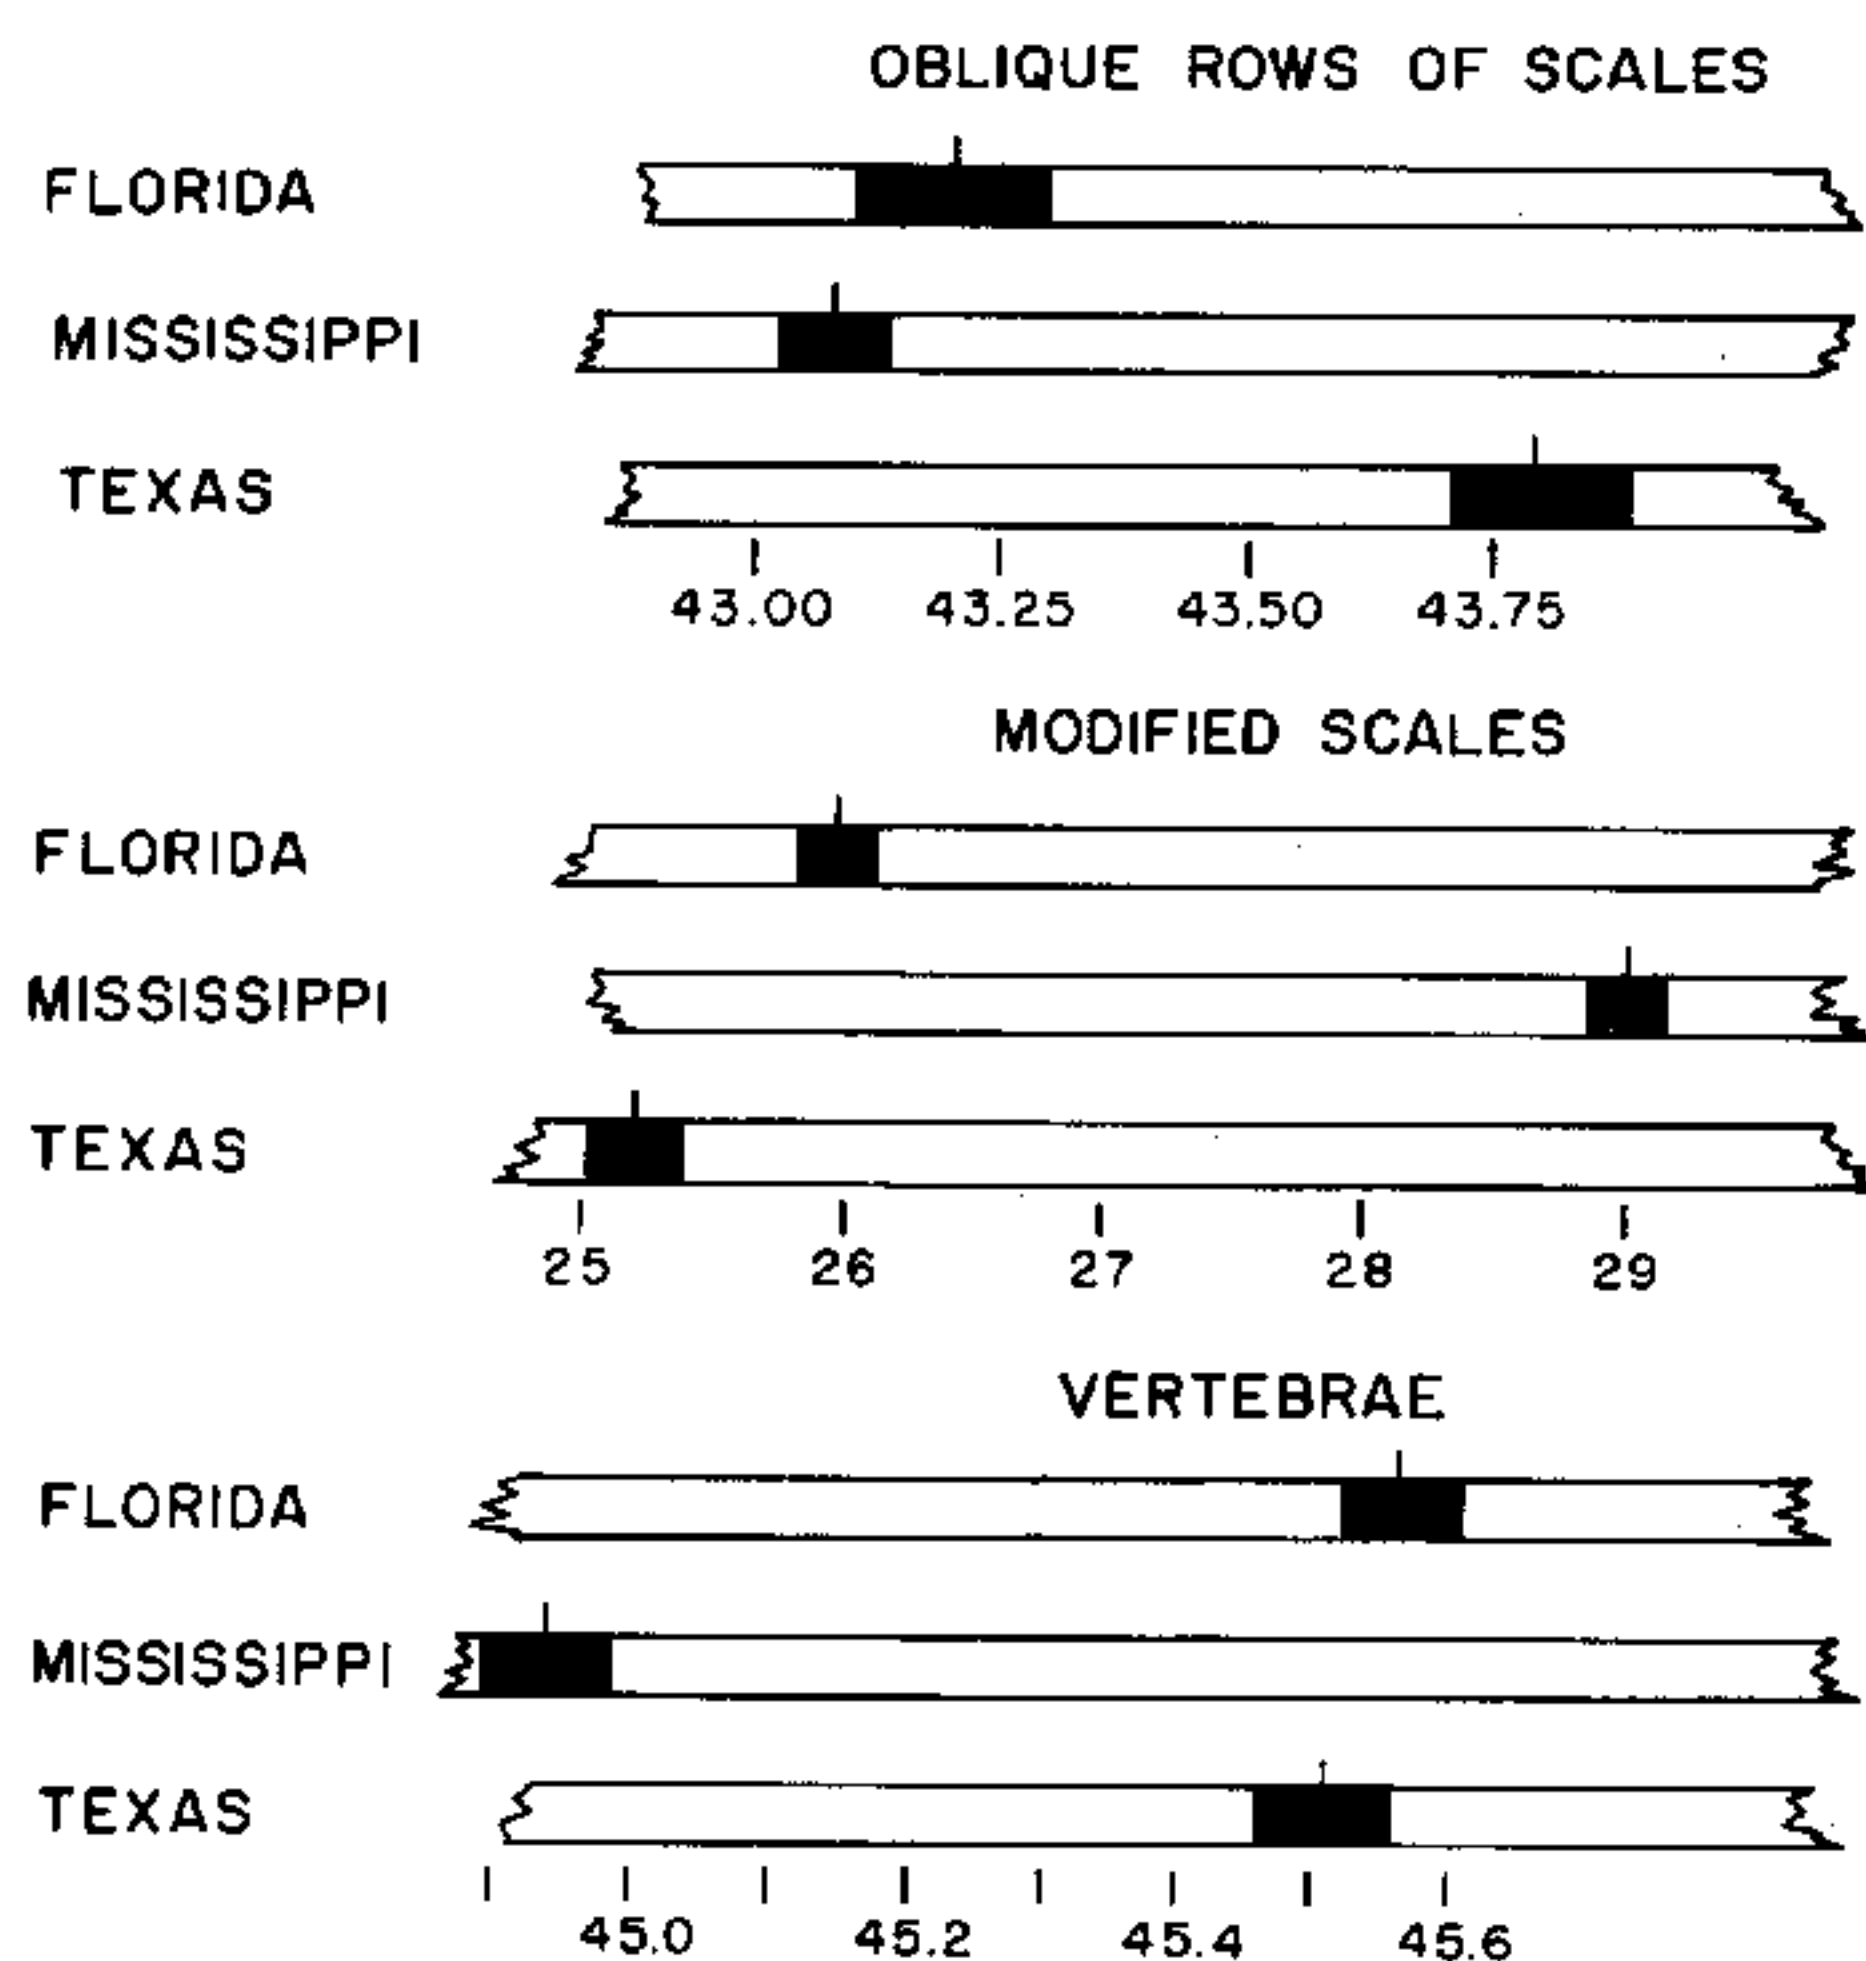 OBLIQUE ROWS OF SCALES
FLORIDA
MISSISSIPPI
TEXAS
43.00 43.25 43.50 43.75
MODIFIED SCALES
FLORIDA
MISSISSIPPI
TEXAS
25 26 27 28 29
VERTEBRAE
FLORIDA
MISSISSIPPI
TEXAS
45.0 45.2 45.4 45.6